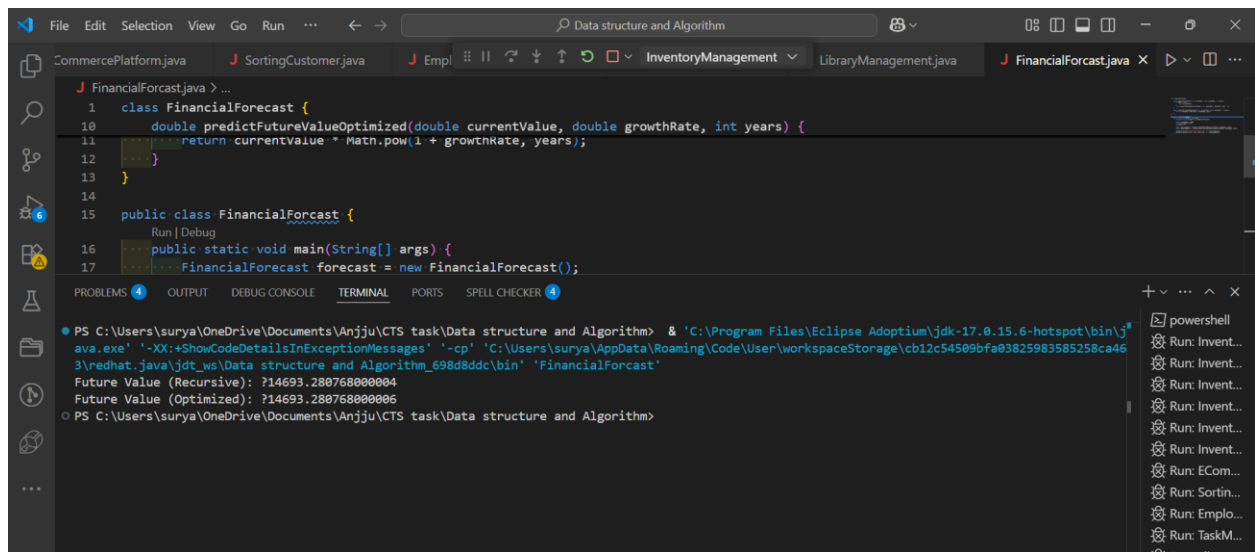 File Edit Selection View Go Run ··· ← → Data structure and Algorithm
CommercePlatform.java J SortingCustomer.java J Empl InventoryManagement LibraryManagement.java J FinancialForcast.java
J FinancialForcast.java > ...
1 class FinancialForecast {
10 double predictFutureValueOptimized(double currentValue, double growthRate, int years) {
11 return currentValue * Math.pow(1 + growthRate, years);
12 }
13 }
14
15 public class FinancialForcast {
Run | Debug
16 public static void main(String[] args) {
17 FinancialForecast forecast = new FinancialForecast();
6
PROBLEMS 4 OUTPUT DEBUG CONSOLE TERMINAL PORTS SPELL CHECKER 4
PS C:\Users\surya\OneDrive\Documents\Anjju\CTS task\Data structure and Algorithm> & 'C:\Program Files\Eclipse Adoptium\jdk-17.0.15.6-hotspot\bin\j
ava.exe' '-XX:+ShowCodeDetailsInExceptionMessages' '-cp' 'C:\Users\surya\AppData\Roaming\Code\User\workspaceStorage\cb12c54509bfa03825983585258ca46
3\redhat.java\jdt_ws\Data structure and Algorithm_698d8ddc\bin' 'FinancialForcast'
Future Value (Recursive): ?14693.280768000004
Future Value (Optimized): ?14693.280768000006
PS C:\Users\surya\OneDrive\Documents\Anjju\CTS task\Data structure and Algorithm>
powershell
Run: Invent...
Run: Invent...
Run: Invent...
Run: Invent...
Run: Invent...
Run: Invent...
Run: ECom...
Run: Sortin...
Run: Emplo...
Run: TaskM...